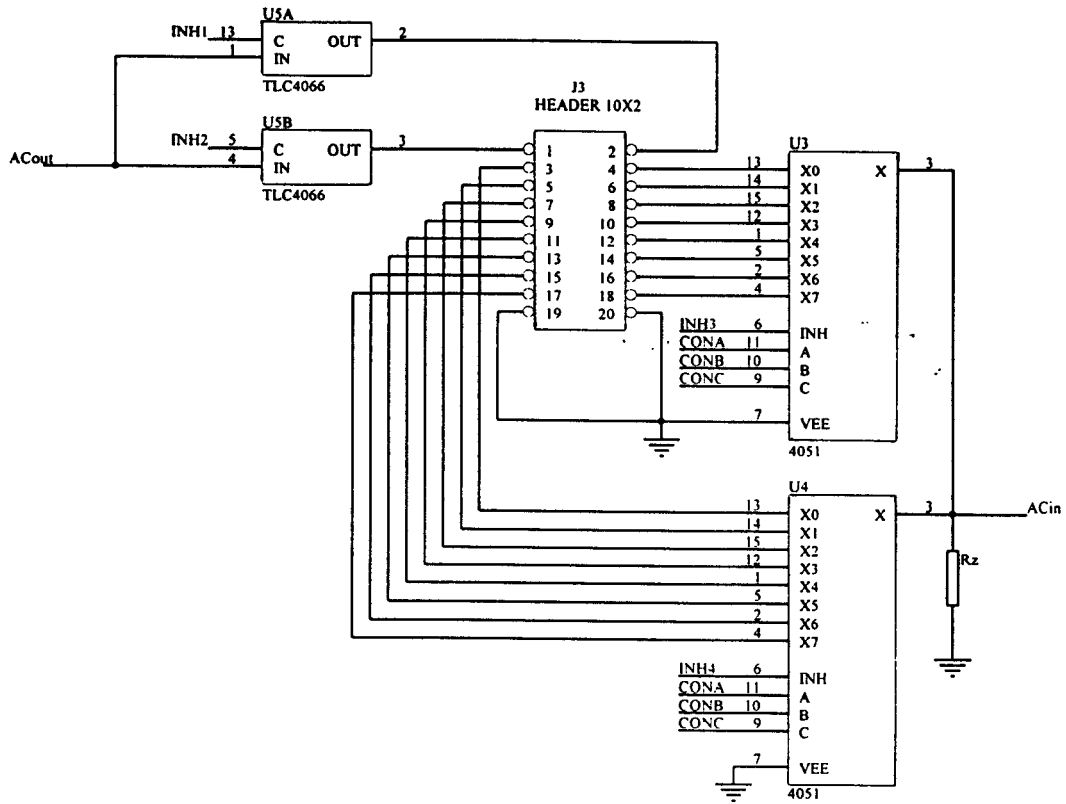 U5A
INH1 13 C OUT 2
1 IN
TLC4066
J3
HEADER 10X2
U5B
INH2 5 C OUT 3
ACout 4 IN
TLC4066
1 2
3 4
5 6
7 8
9 10
11 12
13 14
15 16
17 18
19 20
U3
13 X0 X 3
14 X1
15 X2
12 X3
1 X4
5 X5
2 X6
4 X7
INH3 6 INH
CONA 11 A
CONB 10 B
CONC 9 C
7 VEE
4051
U4
13 X0 X 3 ACin
14 X1
15 X2
12 X3
1 X4
5 X5
2 X6
4 X7
Rz
INH4 6 INH
CONA 11 A
CONB 10 B
CONC 9 C
7 VEE
4051